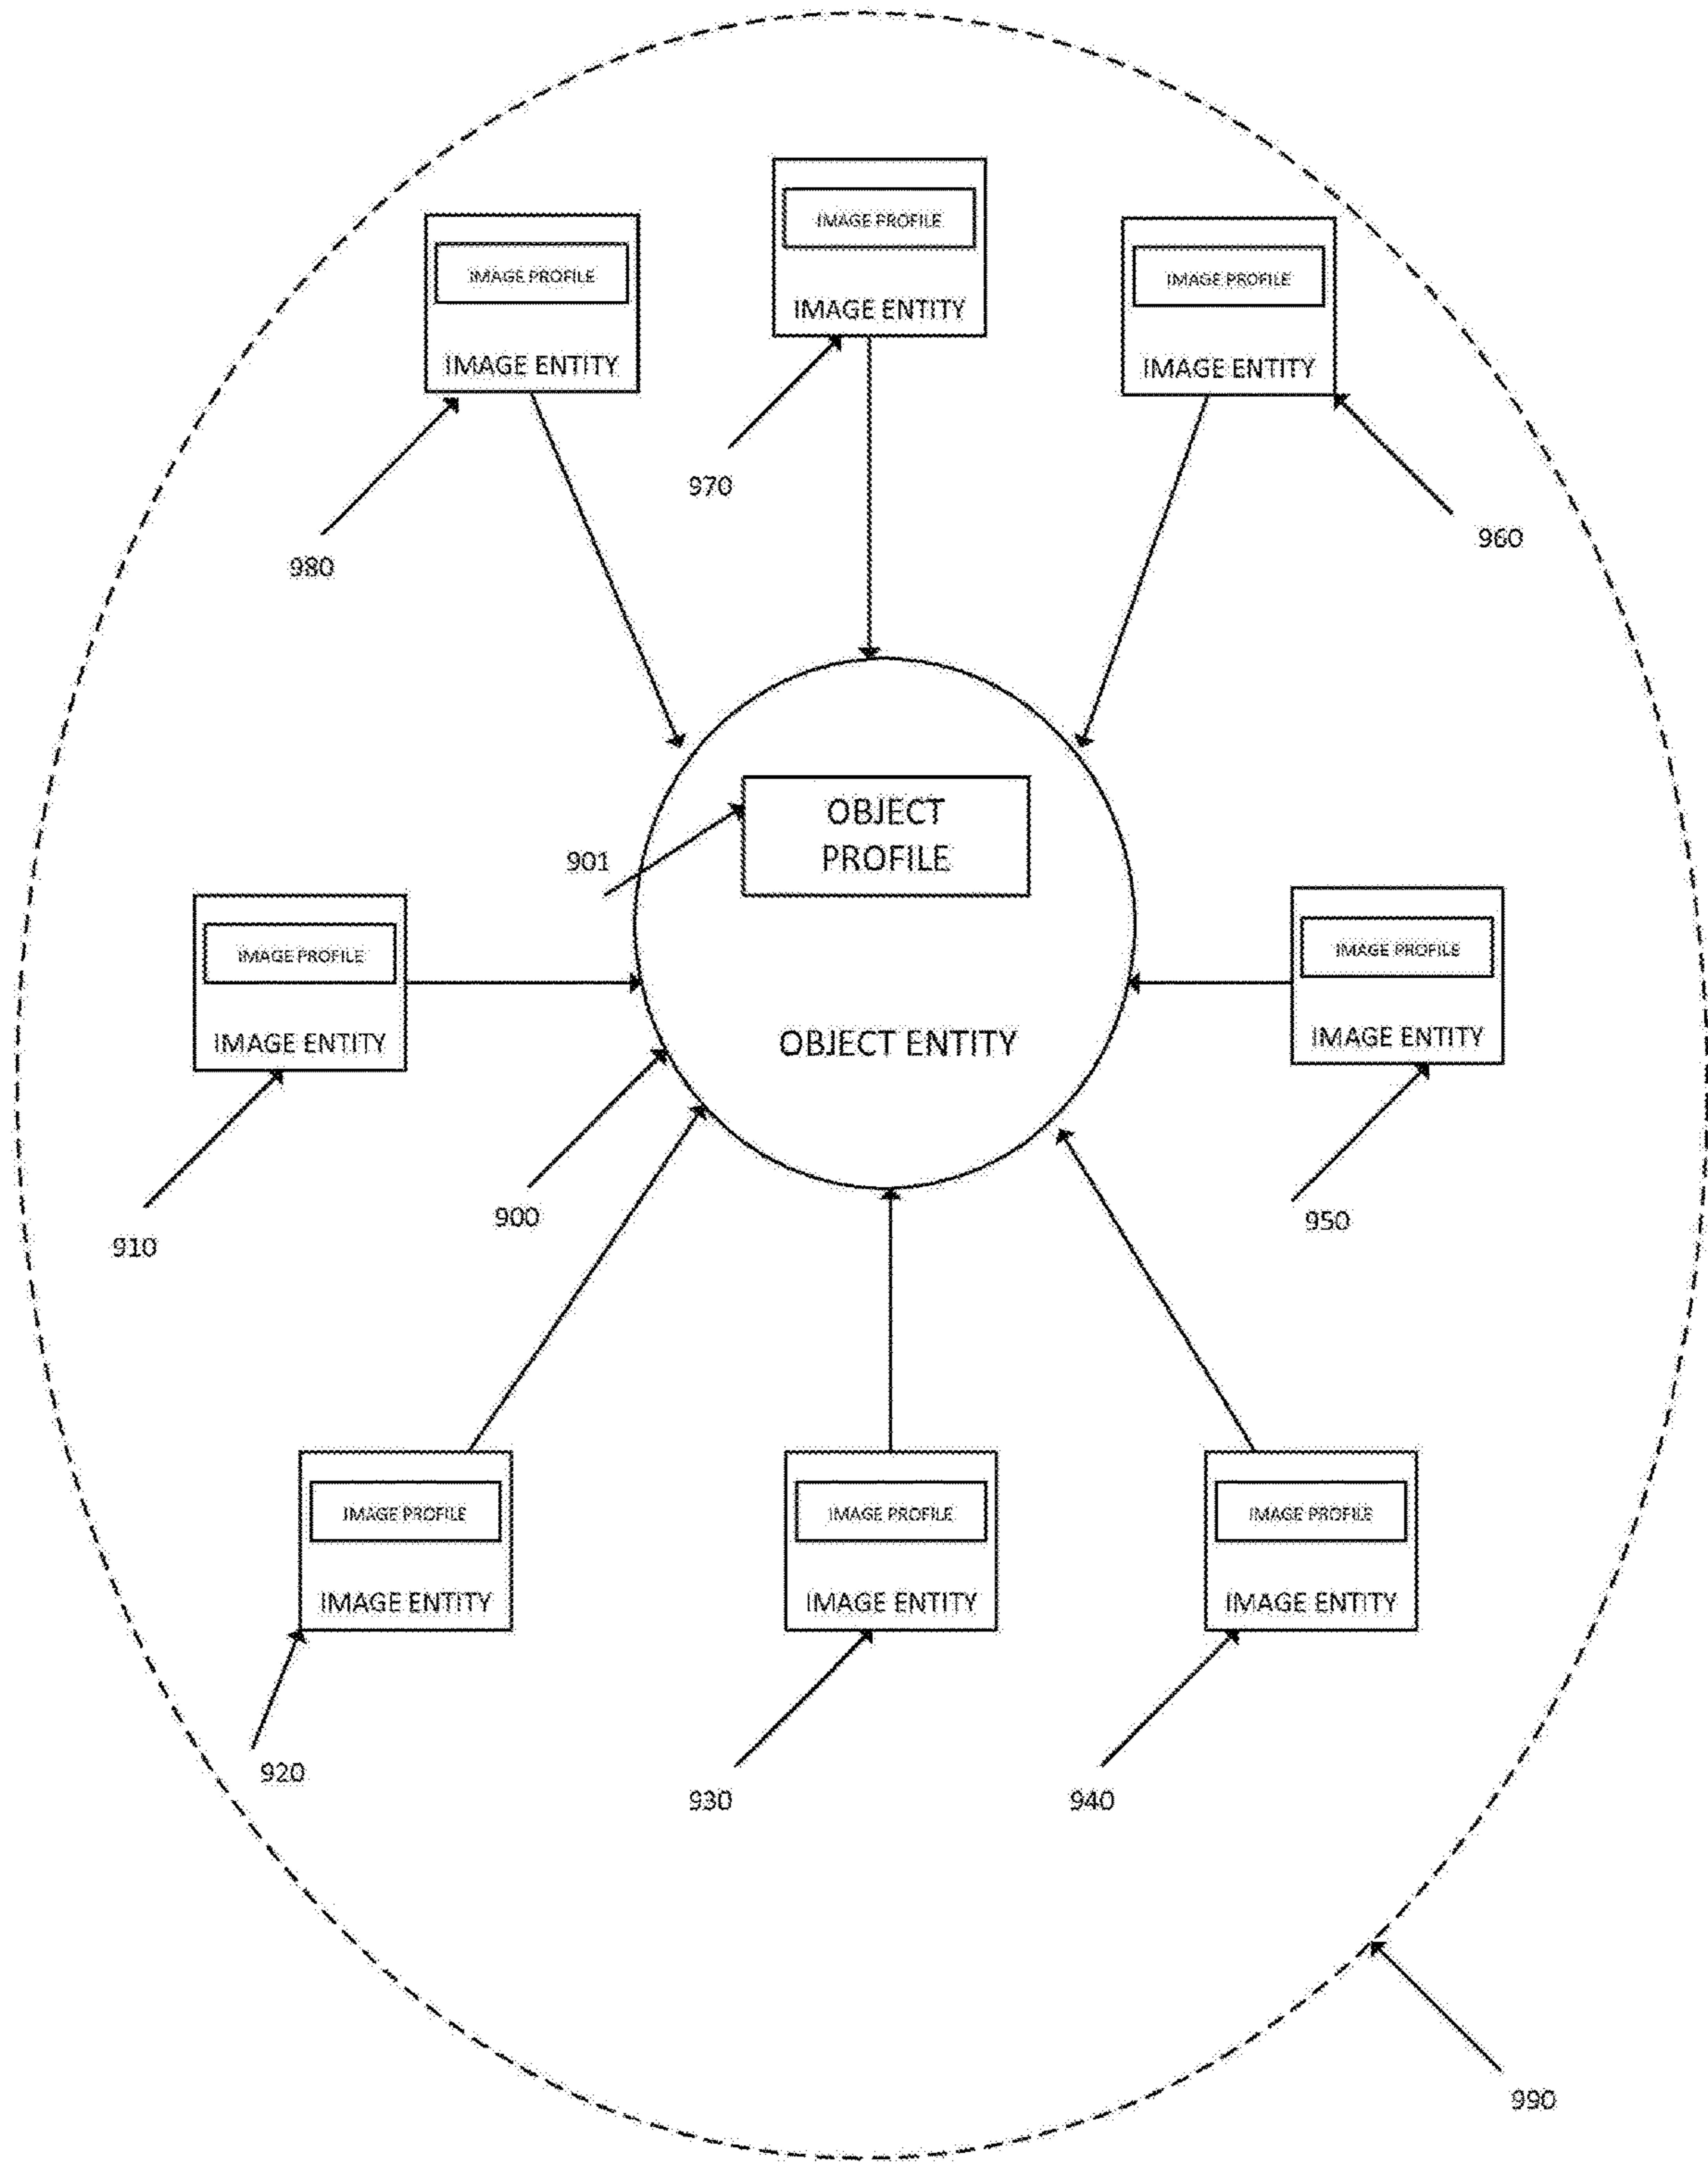 IMAGE PROFILE
IMAGE ENTITY
970
IMAGE PROFILE
IMAGE ENTITY
980
IMAGE PROFILE
IMAGE ENTITY
960
OBJECT
PROFILE
901
OBJECT ENTITY
900
IMAGE PROFILE
IMAGE ENTITY
910
IMAGE PROFILE
IMAGE ENTITY
950
IMAGE PROFILE
IMAGE ENTITY
920
IMAGE PROFILE
IMAGE ENTITY
930
IMAGE PROFILE
IMAGE ENTITY
940
990